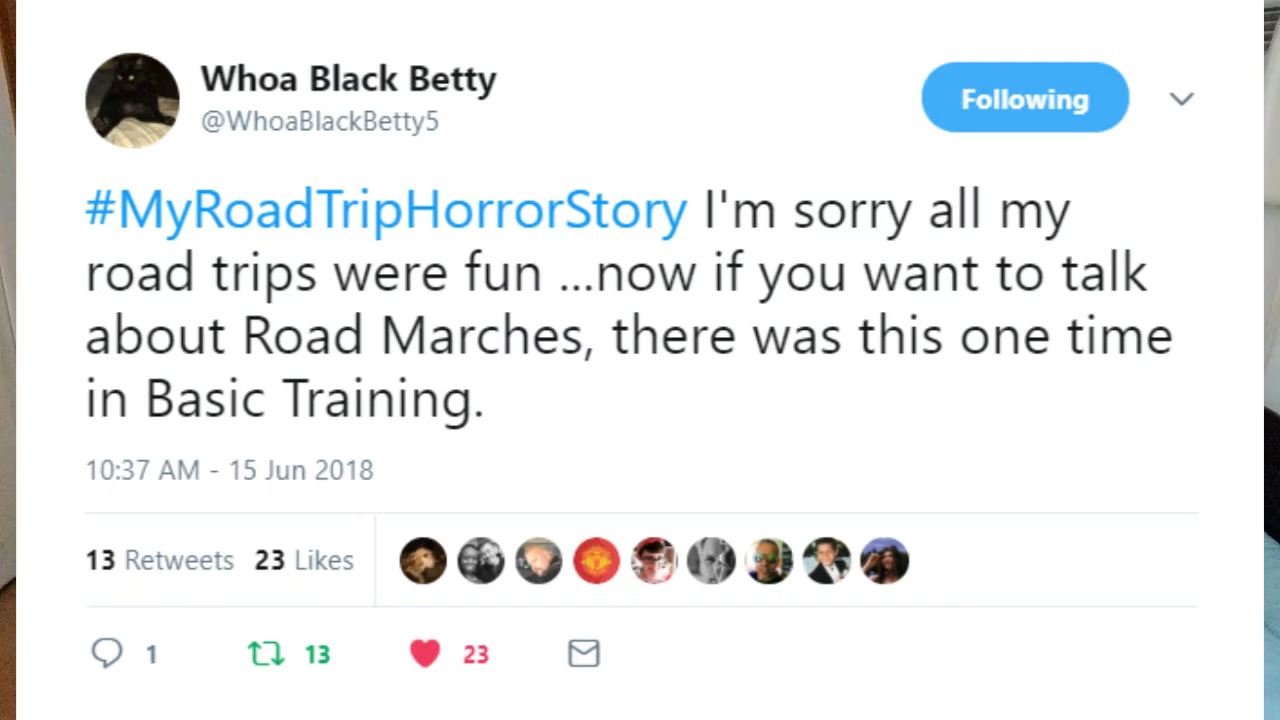 Whoa Black Betty
@WhoaBlackBetty5
Following
#MyRoadTripHorrorStory I'm sorry all my
road trips were fun ...now if you want to talk
about Road Marches, there was this one time
in Basic Training.
10:37 AM - 15 Jun 2018
13 Retweets 23 Likes
1 13 23